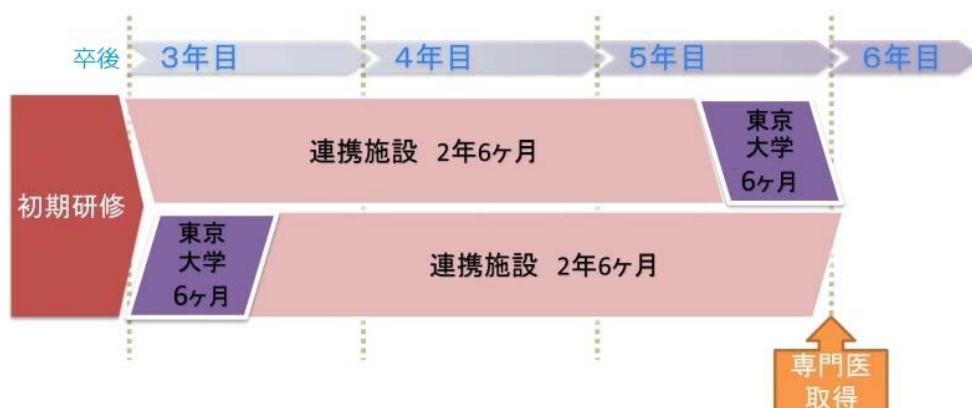 卒後 3年目 4年目 5年目 6年目
初期研修
連携施設 2年6ヶ月
東京
大学
6ヶ月
東京
大学
6ヶ月
連携施設 2年6ヶ月
専門医
取得